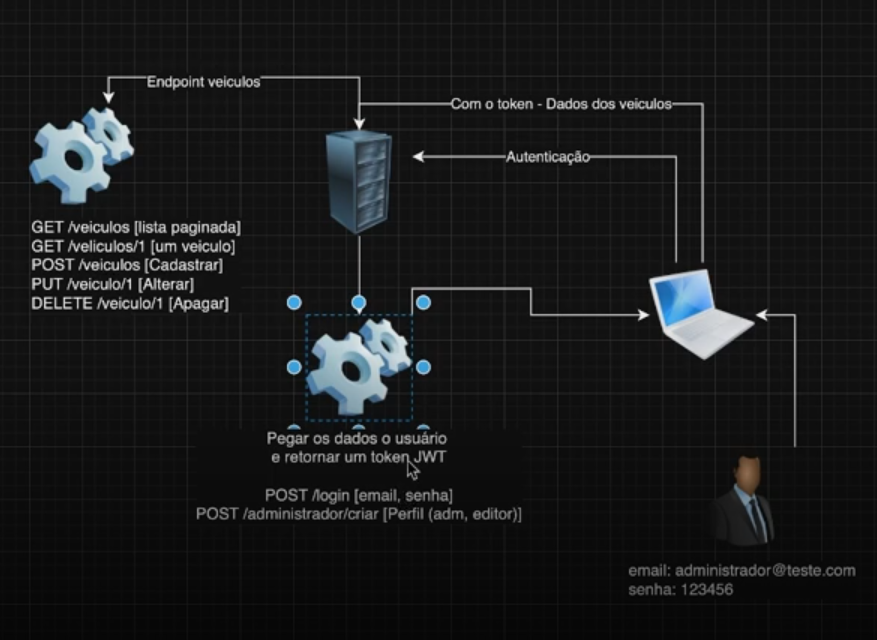 Endpoint veiculos
Com o token - Dados dos veiculos
Autenticação
GET /veiculos [lista paginada]
GET /veliculos/1 [um veiculo]
POST /veiculos [Cadastrar]
PUT /veiculo/1 [Alterar]
DELETE /veiculo/1 [Apagar]
Pegar os dados o usuário
e retornar um token JWT
POST /login [email, senha]
POST /administrador/criar [Perfil (adm, editor)]
email: administrador@teste.com
senha: 123456